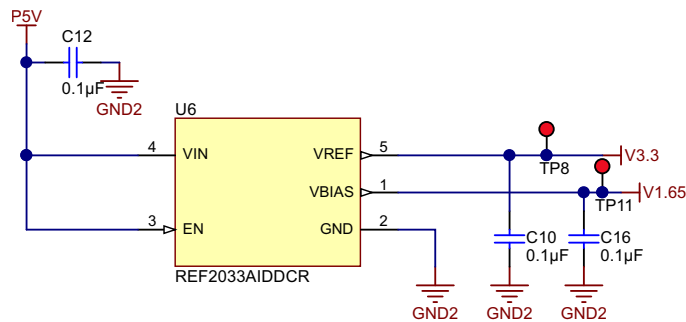 P5V
C12
0.1µF
GND2
U6
4
VIN
VREF
5
V3.3
TP8
VBIAS
1
V1.65
TP11
3
EN
GND
2
C10
0.1µF
C16
0.1µF
REF2033AIDDCR
GND2
GND2
GND2